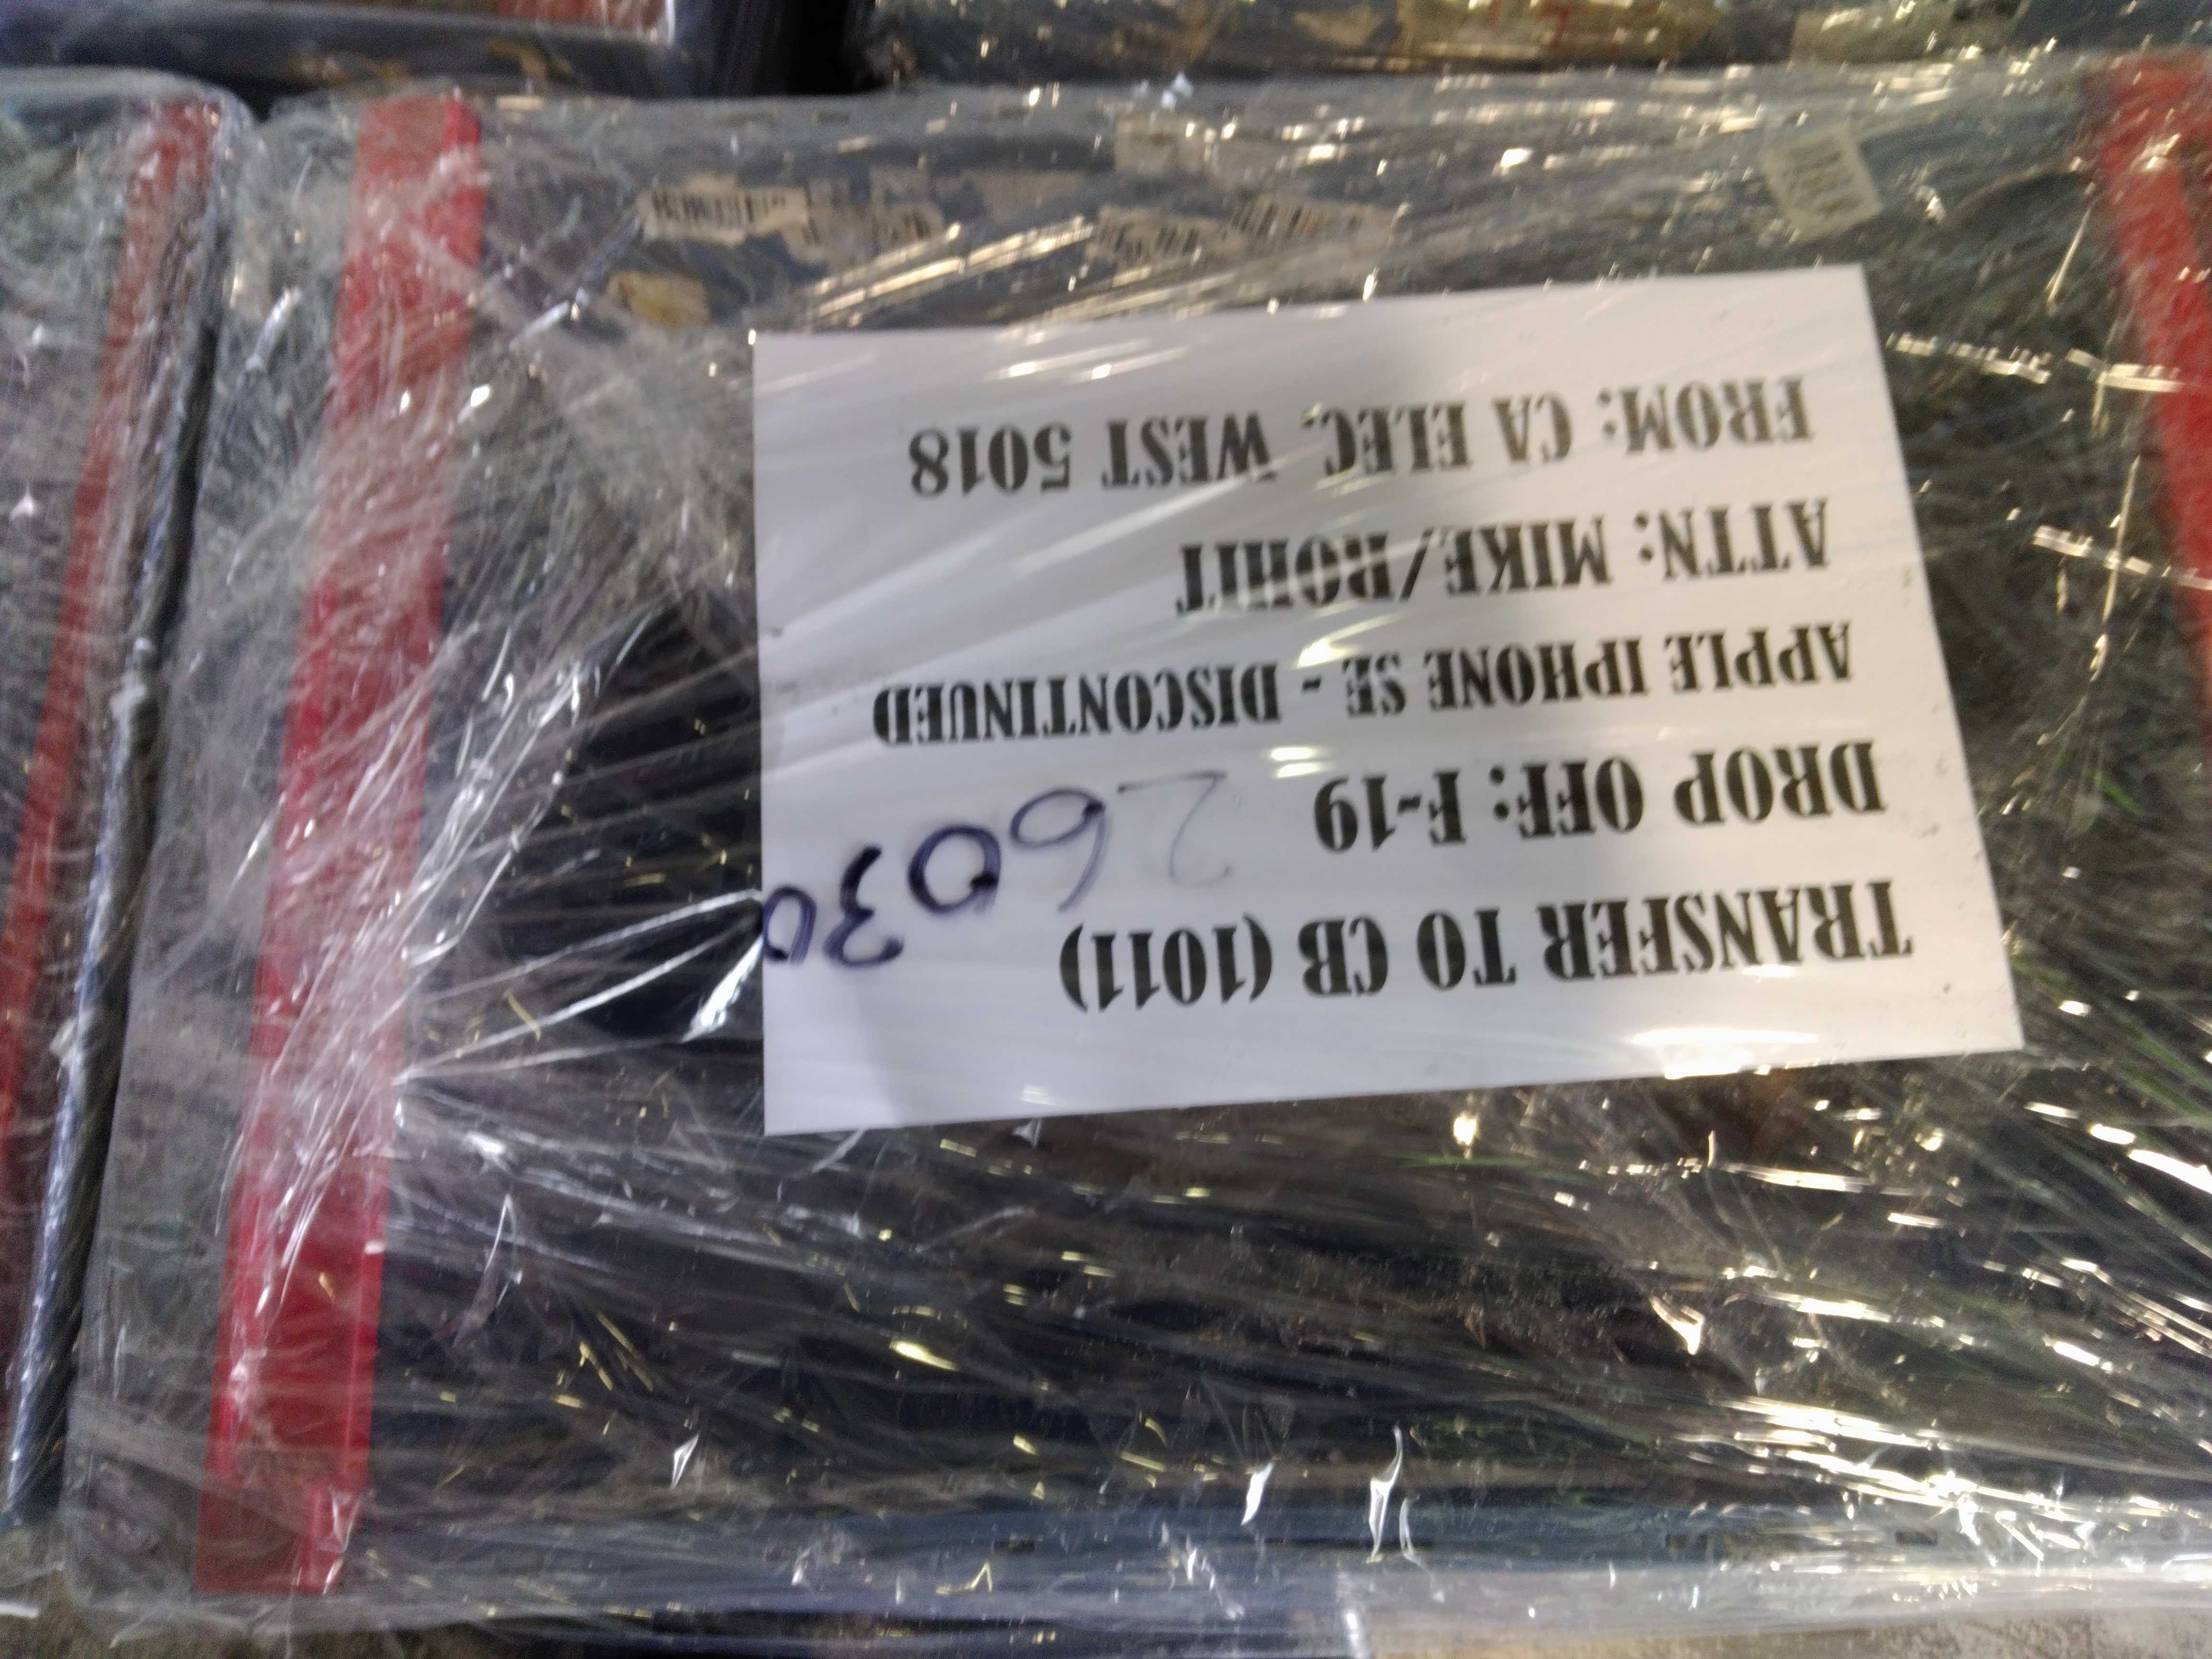 TRANSFER TO CB (1011)
DROP OFF: F-19 26030
APPLE IPHONE SE - DISCONTINUED
ATTN: MIKE/ROHIT
FROM: CA ELEC. WEST 5018